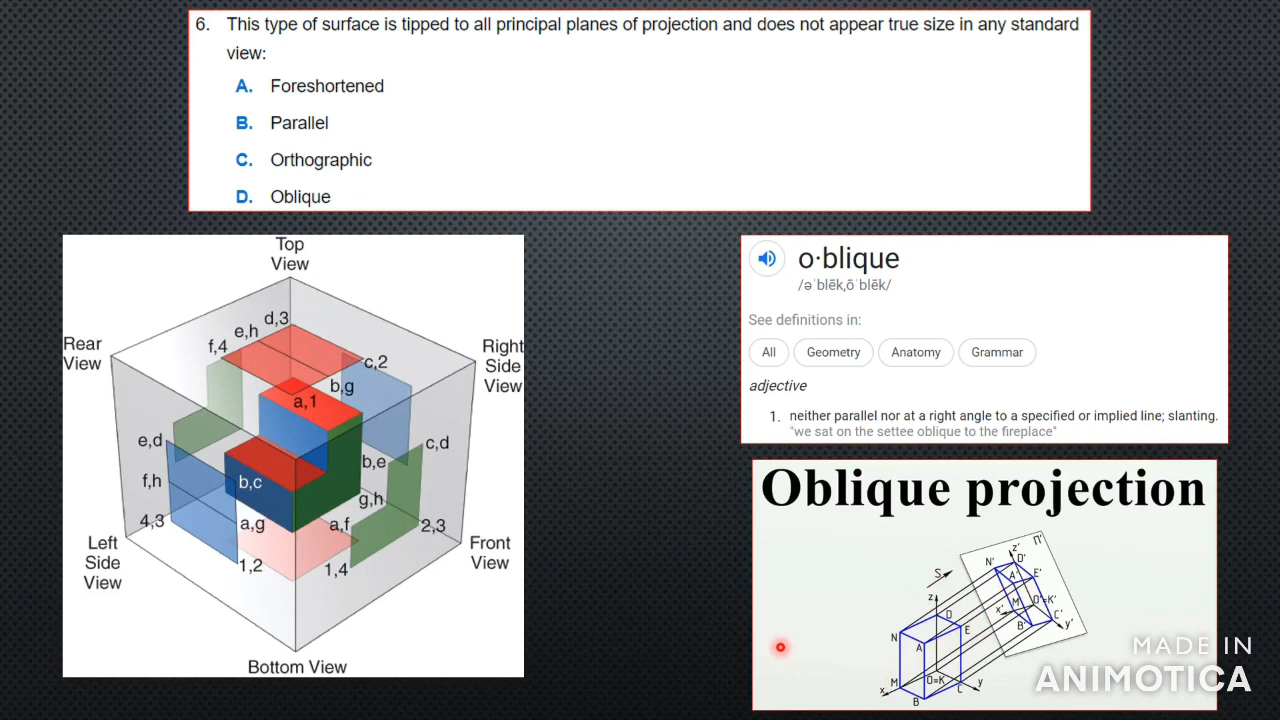 6. This type of surface is tipped to all principal planes of projection and does not appear true size in any standard
view:
A. Foreshortened
B. Parallel
C. Orthographic
D. Oblique
Top
View
Rear
View
Right
Side
View
d,3
e,h
f,4
c,2
b,g
a,1
e,d
c,d
b,e
f,h
b,c
g,h
4,3
a,g
a,f
2,3
1,2
1,4
Left
Side
View
Front
View
Bottom View
o·blique
/əˈblēk,ōˈblēk/
See definitions in:
All Geometry Anatomy Grammar
adjective
1. neither parallel nor at a right angle to a specified or implied line; slanting.
"we sat on the settee oblique to the fireplace"
Oblique projection
П'
z'
N'
D'
S
A'
E'
z
M
O'=K'
x'
D
C'
B'
y'
N
E
A
M
O=K
C
y
x
B
MADE IN
ANIMOTICA